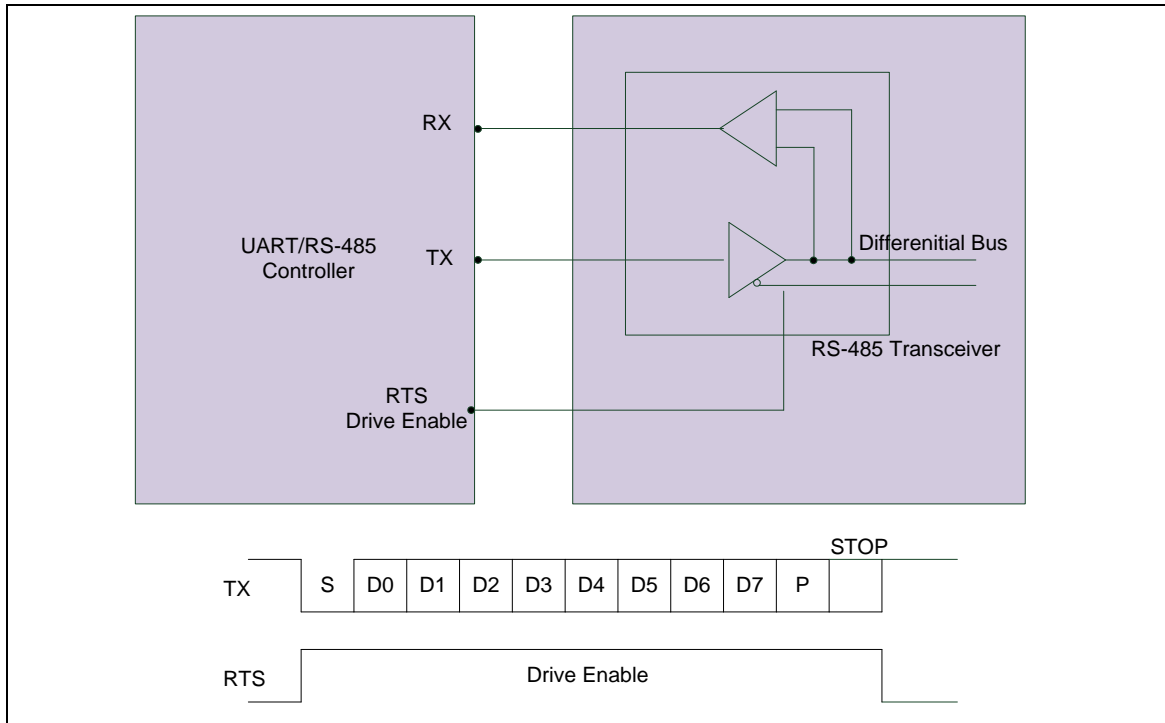 RX
UART/RS-485
Controller
TX
Differenitial Bus
RS-485 Transceiver
RTS
Drive Enable
STOP
TX S D0 D1 D2 D3 D4 D5 D6 D7 P
RTS Drive Enable